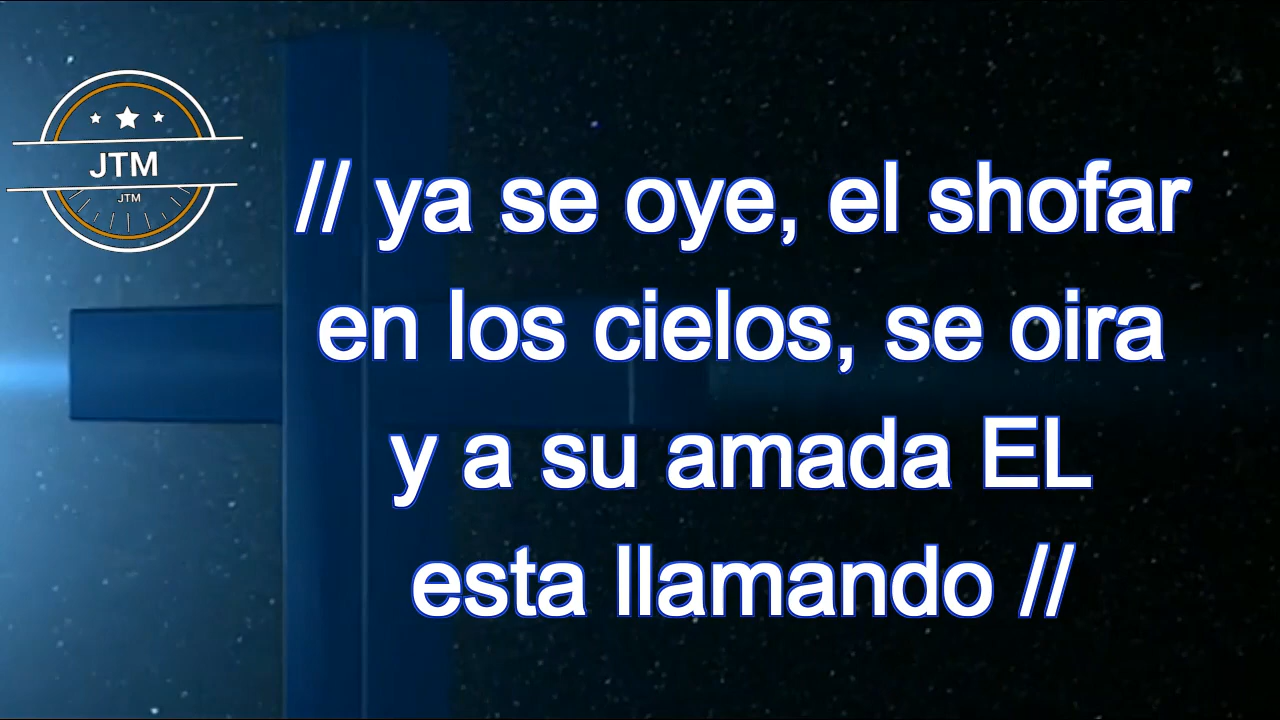 JTM
JTM
// ya se oye, el shofar
en los cielos, se oira
y a su amada EL
esta llamando //